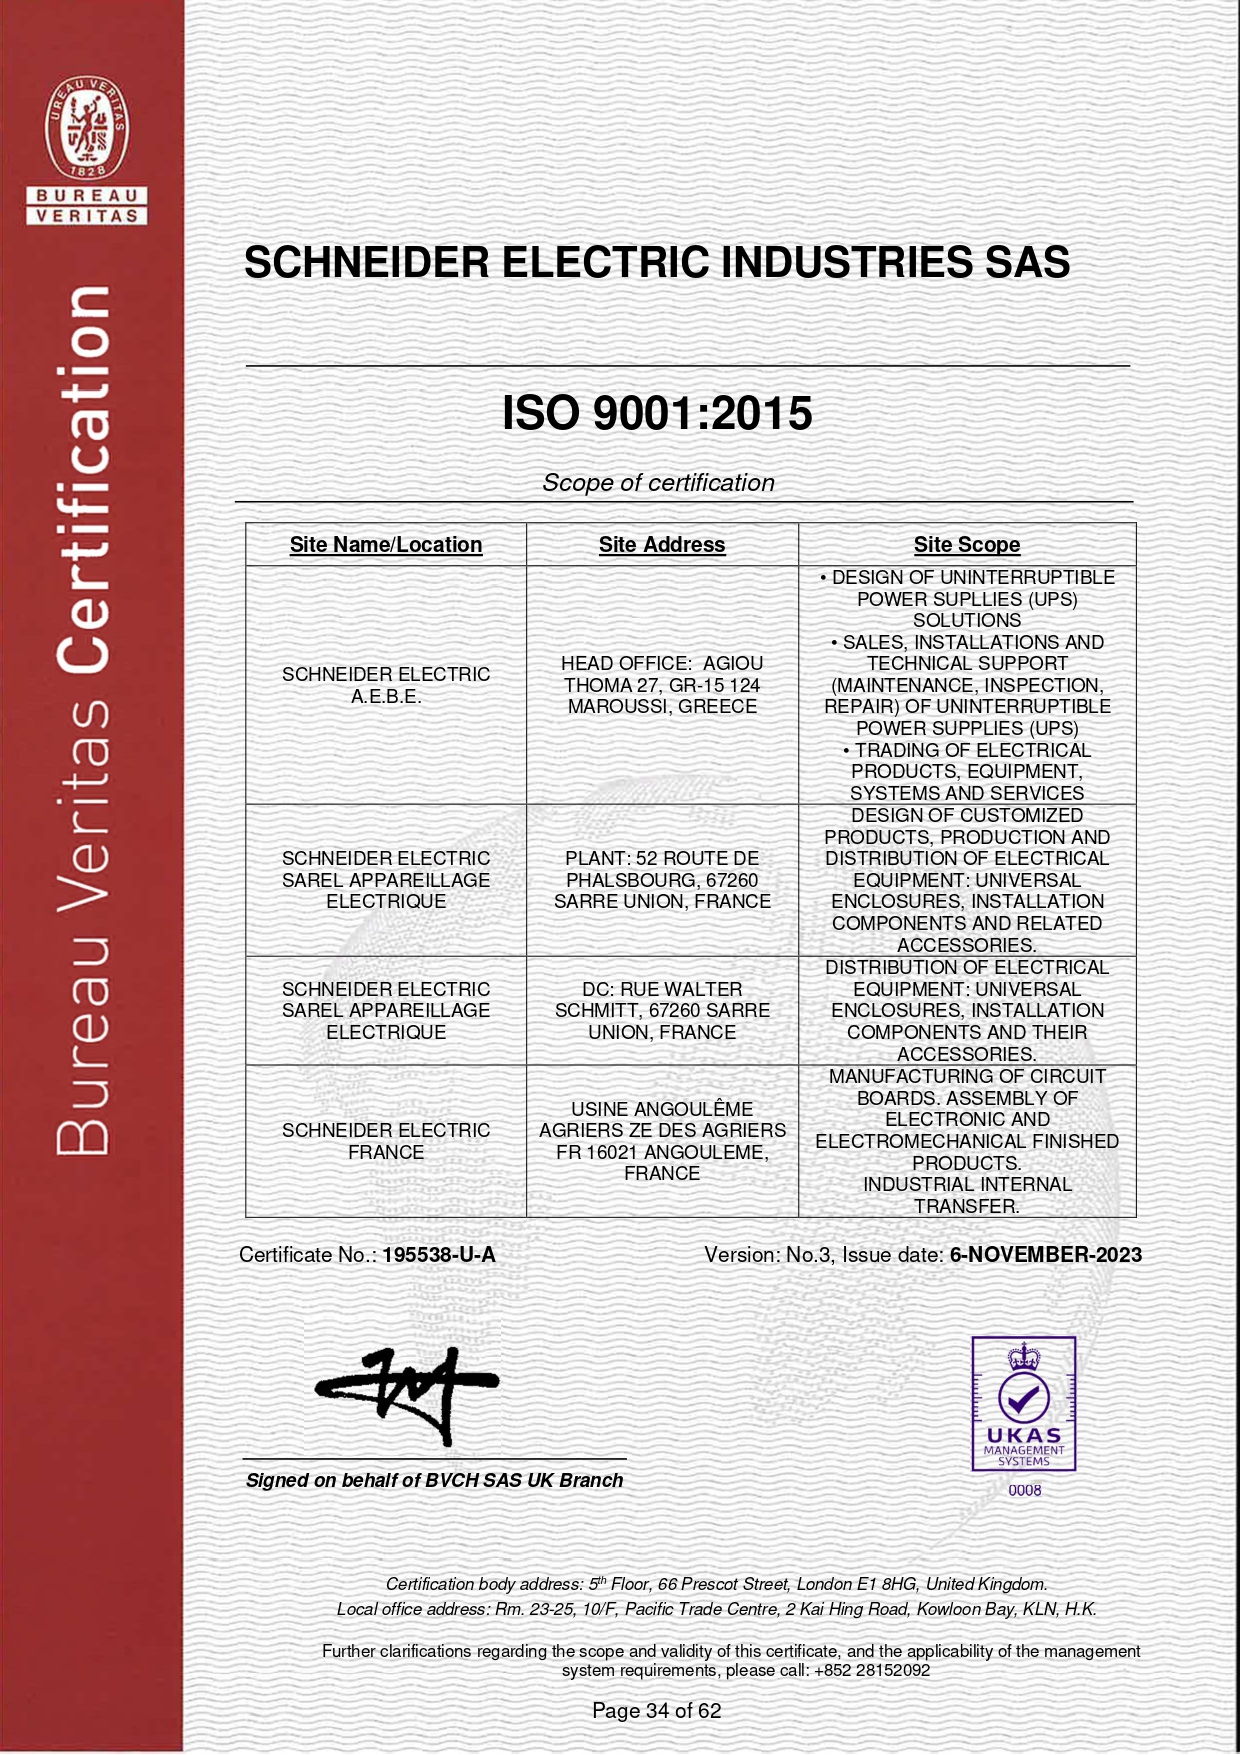 BUREAU VERITAS
1828
BUREAU
VERITAS
Bureau Veritas Certification
SCHNEIDER ELECTRIC INDUSTRIES SAS
ISO 9001:2015
Scope of certification
Site Name/Location
Site Address
Site Scope
SCHNEIDER ELECTRIC
A.E.B.E.
HEAD OFFICE:  AGIOU
THOMA 27, GR-15 124
MAROUSSI, GREECE
• DESIGN OF UNINTERRUPTIBLE
POWER SUPLLIES (UPS)
SOLUTIONS
• SALES, INSTALLATIONS AND
TECHNICAL SUPPORT
(MAINTENANCE, INSPECTION,
REPAIR) OF UNINTERRUPTIBLE
POWER SUPPLIES (UPS)
• TRADING OF ELECTRICAL
PRODUCTS, EQUIPMENT,
SYSTEMS AND SERVICES
SCHNEIDER ELECTRIC
SAREL APPAREILLAGE
ELECTRIQUE
PLANT: 52 ROUTE DE
PHALSBOURG, 67260
SARRE UNION, FRANCE
DESIGN OF CUSTOMIZED
PRODUCTS, PRODUCTION AND
DISTRIBUTION OF ELECTRICAL
EQUIPMENT: UNIVERSAL
ENCLOSURES, INSTALLATION
COMPONENTS AND RELATED
ACCESSORIES.
SCHNEIDER ELECTRIC
SAREL APPAREILLAGE
ELECTRIQUE
DC: RUE WALTER
SCHMITT, 67260 SARRE
UNION, FRANCE
DISTRIBUTION OF ELECTRICAL
EQUIPMENT: UNIVERSAL
ENCLOSURES, INSTALLATION
COMPONENTS AND THEIR
ACCESSORIES.
SCHNEIDER ELECTRIC
FRANCE
USINE ANGOULÊME
AGRIERS ZE DES AGRIERS
FR 16021 ANGOULEME,
FRANCE
MANUFACTURING OF CIRCUIT
BOARDS. ASSEMBLY OF
ELECTRONIC AND
ELECTROMECHANICAL FINISHED
PRODUCTS.
INDUSTRIAL INTERNAL
TRANSFER.
Certificate No.: 195538-U-A
Version: No.3, Issue date: 6-NOVEMBER-2023
Signed on behalf of BVCH SAS UK Branch
UKAS
MANAGEMENT
SYSTEMS
0008
Certification body address: 5th Floor, 66 Prescot Street, London E1 8HG, United Kingdom.
Local office address: Rm. 23-25, 10/F, Pacific Trade Centre, 2 Kai Hing Road, Kowloon Bay, KLN, H.K.
Further clarifications regarding the scope and validity of this certificate, and the applicability of the management
system requirements, please call: +852 28152092
Page 34 of 62